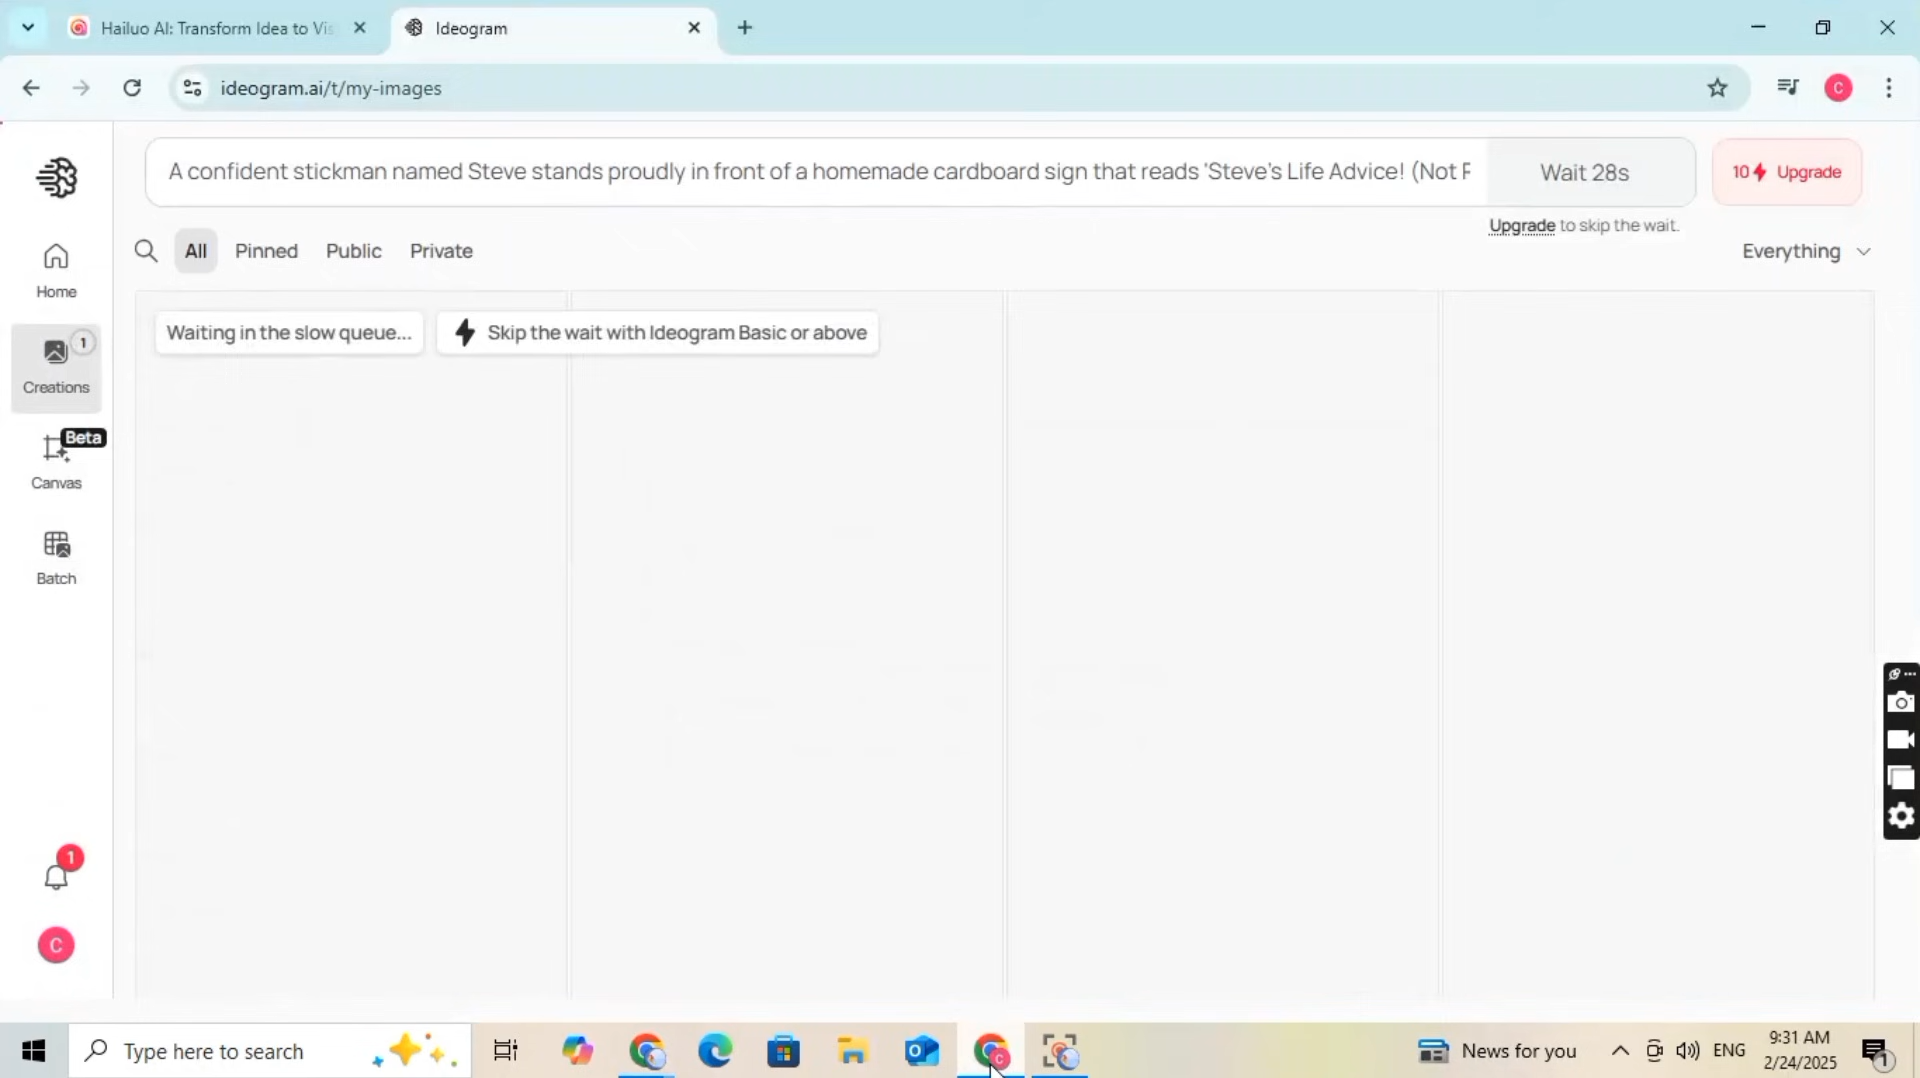 Hailuo AI: Transform Idea to Vis
Ideogram
ideogram.ai/t/my-images
C
A confident stickman named Steve stands proudly in front of a homemade cardboard sign that reads 'Steve's Life Advice! (Not F
Wait 28s
10 Upgrade
Upgrade to skip the wait.
All
Pinned
Public
Private
Everything
Home
1
Creations
Beta
Canvas
Batch
Waiting in the slow queue...
Skip the wait with Ideogram Basic or above
1
C
Type here to search
C
News for you
ENG
9:31 AM
2/24/2025
1